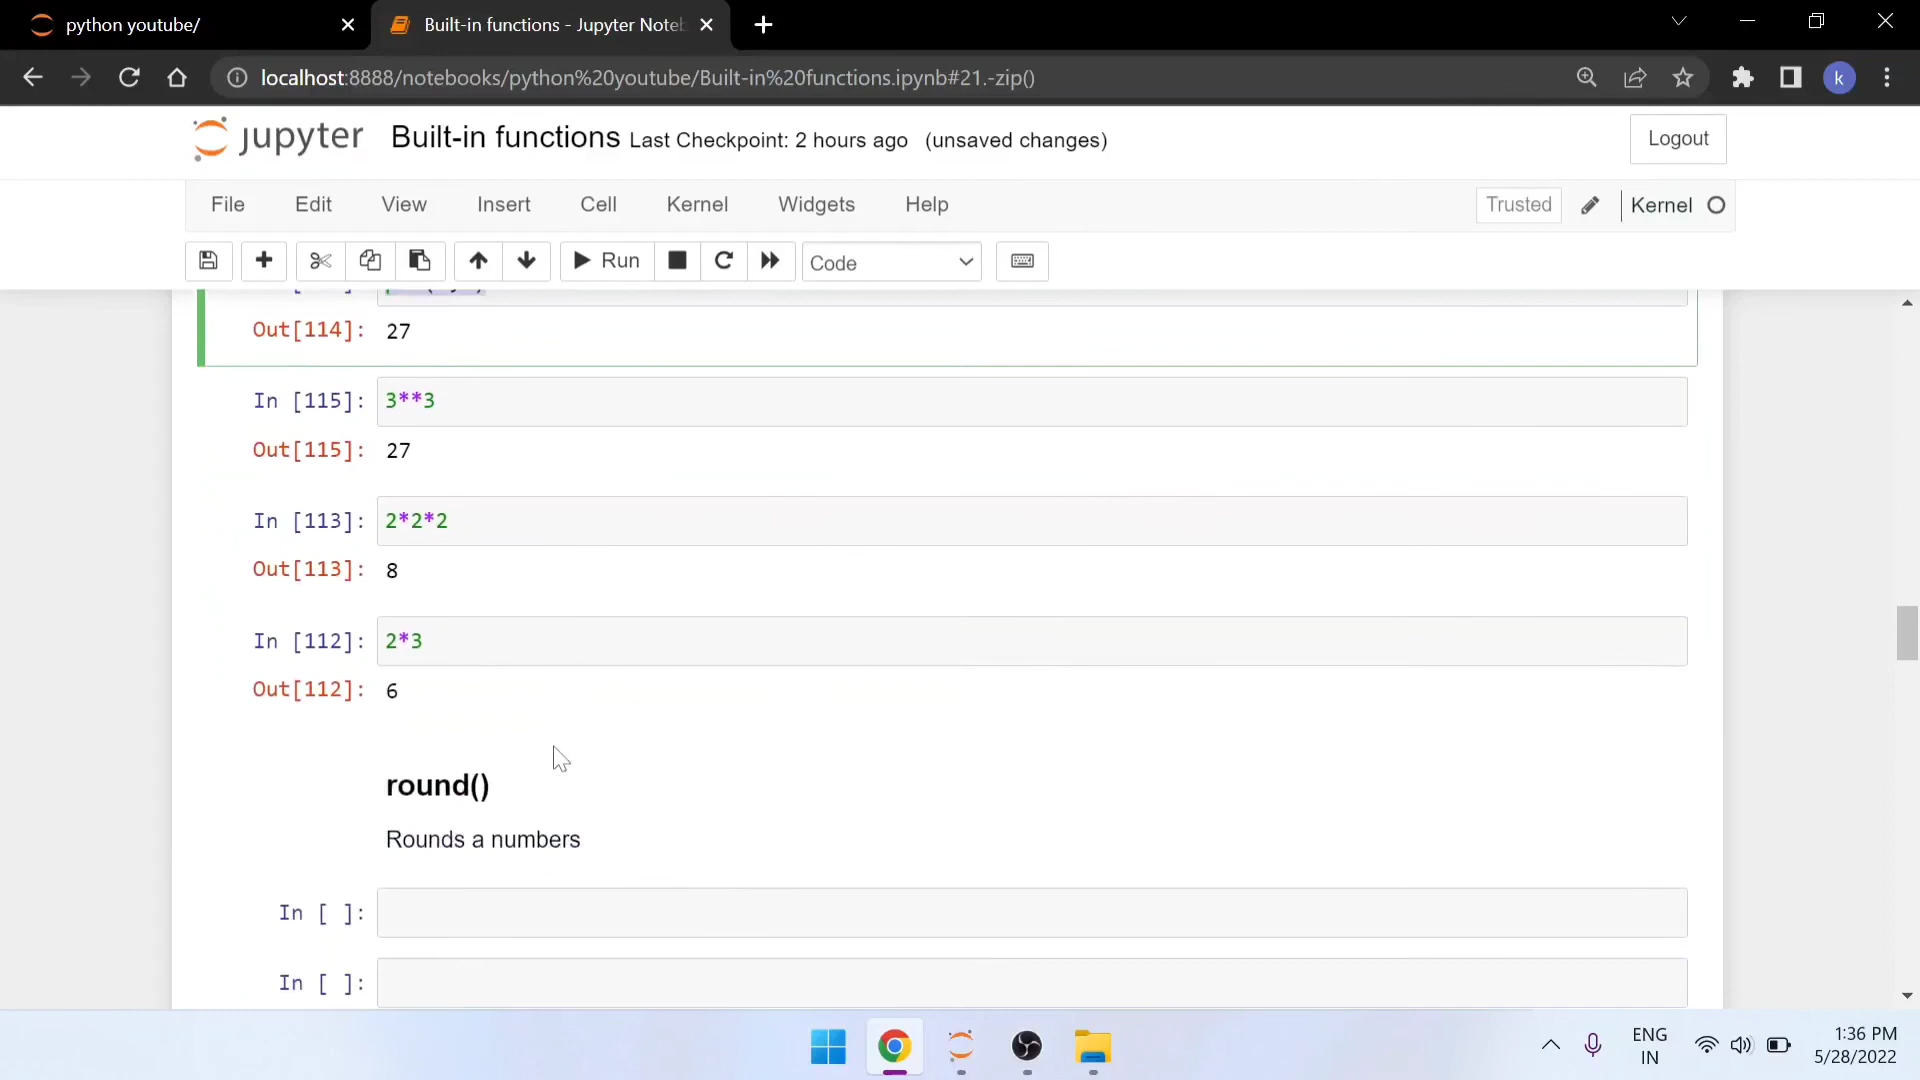 python youtube/
Built-in functions - Jupyter Noteb
localhost:8888/notebooks/python%20youtube/Built-in%20functions.ipynb#21.-zip()
k
jupyter Built-in functions Last Checkpoint: 2 hours ago (unsaved changes)
Logout
File Edit View Insert Cell Kernel Widgets Help
Trusted
Kernel
Run
Code
Out[114]: 27
In [115]: 3**3
Out[115]: 27
In [113]: 2*2*2
Out[113]: 8
In [112]: 2*3
Out[112]: 6
round()
Rounds a numbers
In [ ]:
In [ ]:
ENG
IN
1:36 PM
5/28/2022